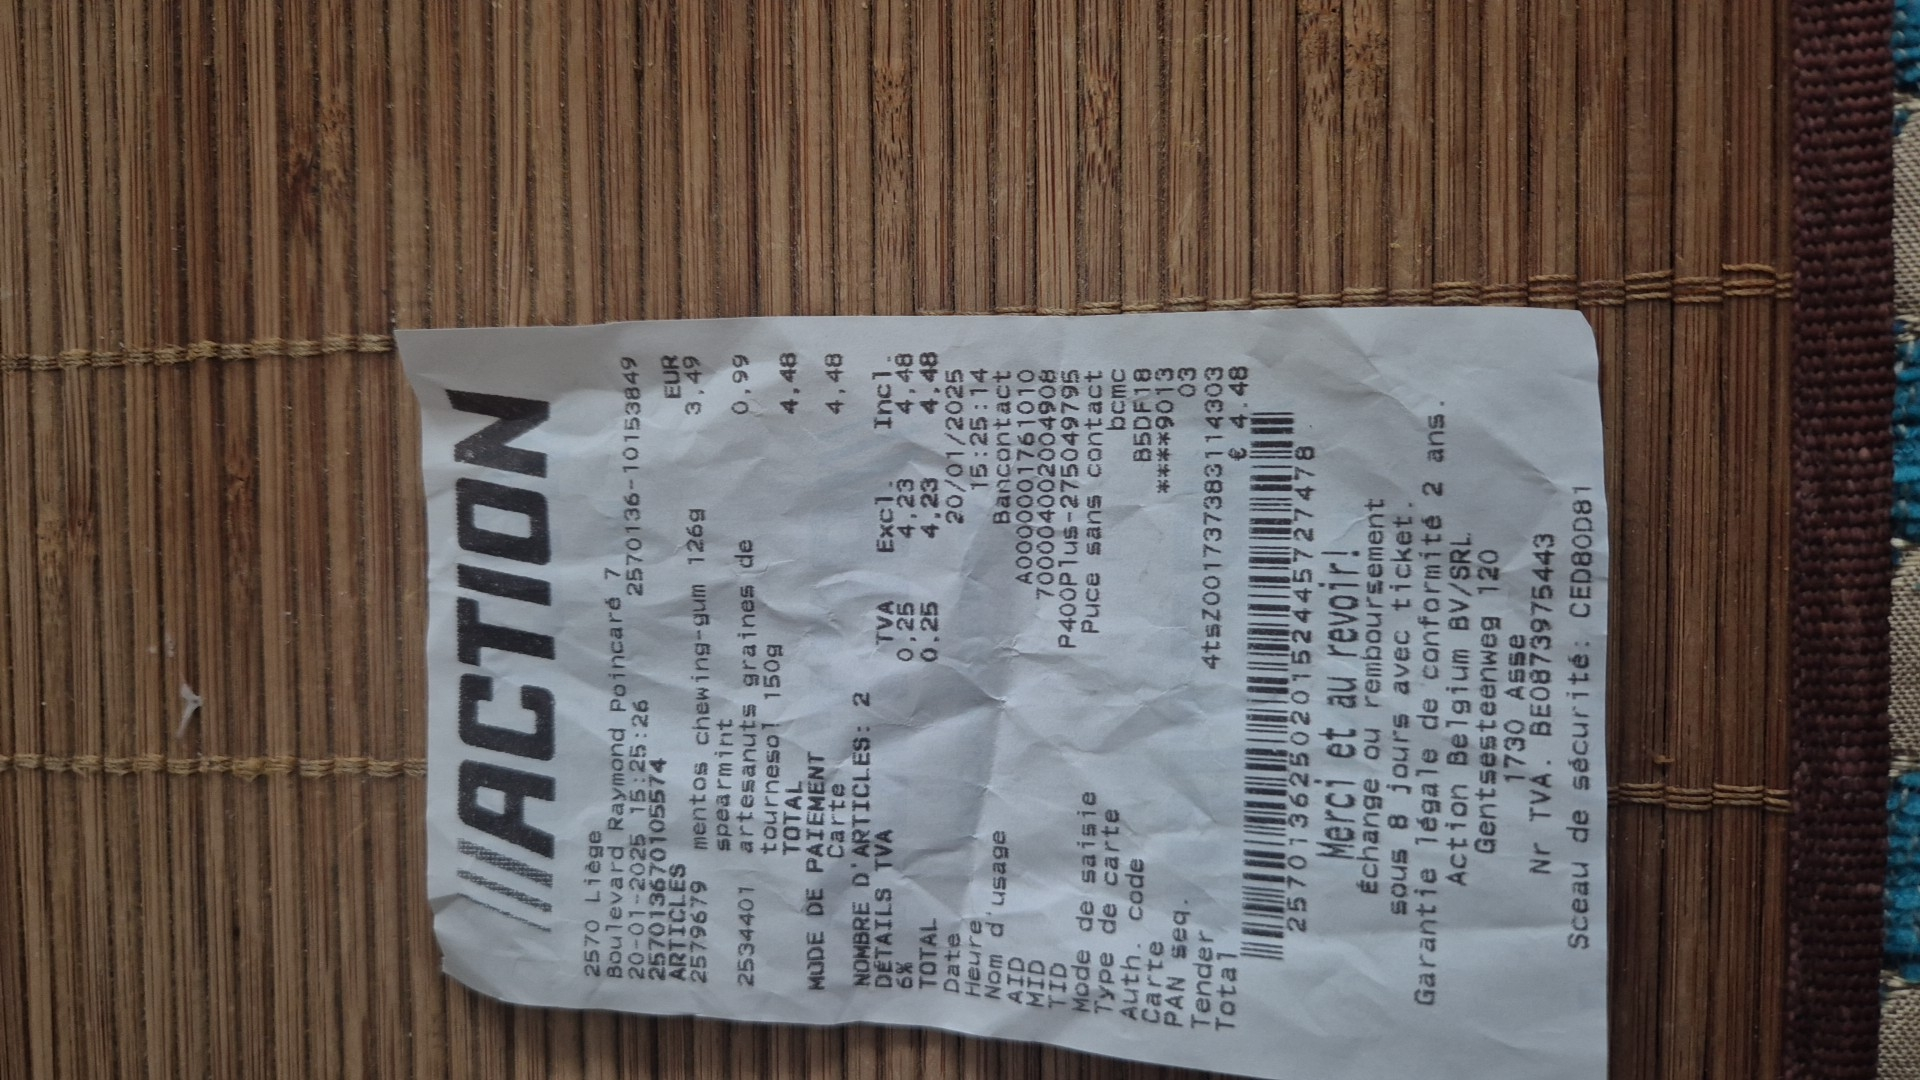 ///ACTION
2570 Liège
Boulevard Raymond Poincaré 7
20-01-2025 15:25:26 2570136-10153849
2570136701055 74
ARTICLES EUR
2579679 mentos chewing-gum 126g 3,49
spearmint
2534401 artesanuts graines de 0,99
tournesol 150g
TOTAL 4,48
MODE DE PAIEMENT
Carte 4,48
NOMBRE D'ARTICLES: 2
DÉTAILS TVA TVA Excl. Incl.
6% 0,25 4,23 4,48
TOTAL 0,25 4,23 4,48
Date 20/01/2025
Heure 15:25:14
Nom d'usage Bancontact
AID A0000001761010
MID 70000400200 4908
TID P400Plus-275049795
Mode de saisie Puce sans contact
Type de carte bcmc
Auth. code B5DF18
Carte ****9013
PAN seq. 03
Tender 4tsZ001737383114303
Total € 4.48
2570136250201524457 27478
Merci et au revoir!
Échange ou remboursement
sous 8 jours avec ticket.
Garantie légale de conformité 2 ans.
Action Belgium BV/SRL
Gentsesteenweg 120
1730 Asse
Nr TVA. BE0873975443
Sceau de sécurité: CED80D81